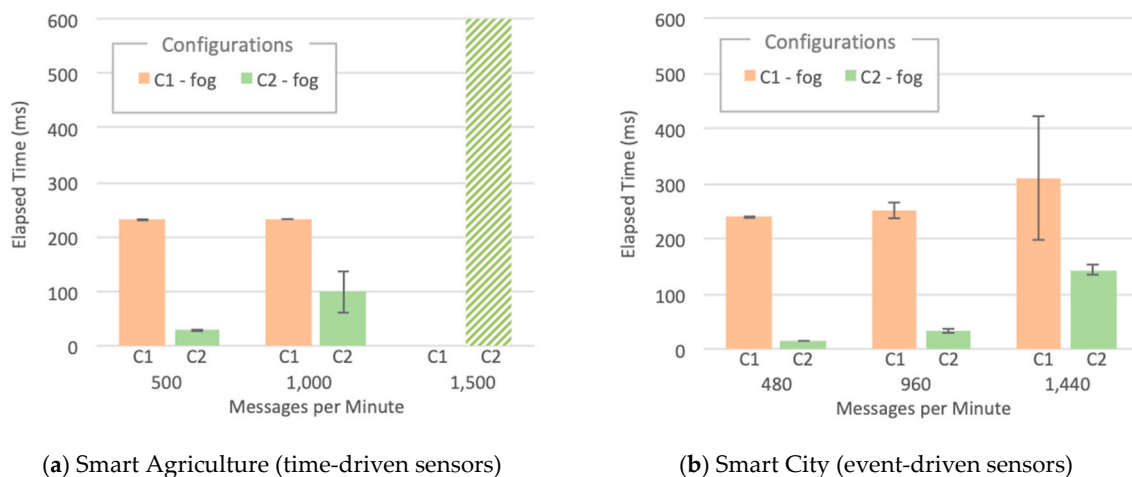 600
500
400
300
200
100
0
Elapsed Time (ms)
Configurations
C1 - fog C2 - fog
C1 C2 C1 C2 C1 C2
500 1,000 1,500
Messages per Minute
(a) Smart Agriculture (time-driven sensors)
600
500
400
300
200
100
0
Elapsed Time (ms)
Configurations
C1 - fog C2 - fog
C1 C2 C1 C2 C1 C2
480 960 1,440
Messages per Minute
(b) Smart City (event-driven sensors)